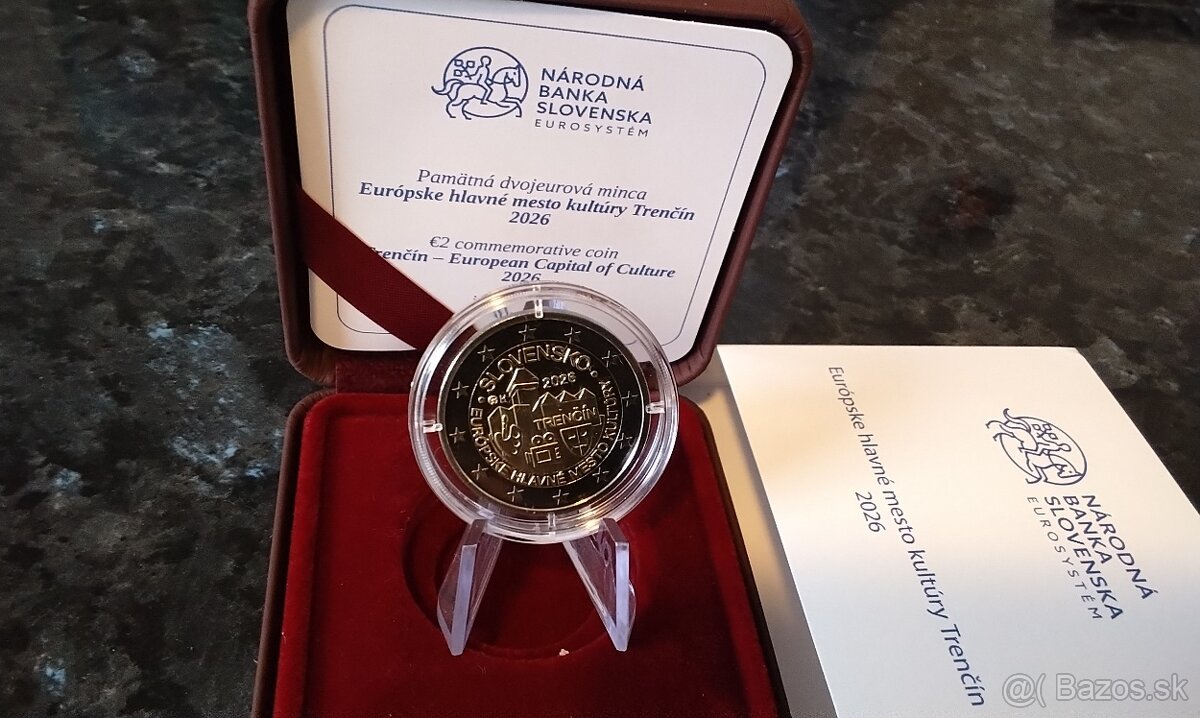 NÁRODNÁ
BANKA
SLOVENSKA
EUROSYSTÉM
Pamätná dvojeurová minca
Európske hlavné mesto kultúry Trenčín
2026
€2 commemorative coin
Trenčín – European Capital of Culture
2026
SLOVENSKO
2026
TRENČÍN
EURÓPSKE HLAVNÉ MESTO KULTÚRY
Európske hlavné mesto kultúry Trenčín
2026
NÁRODNÁ
BANKA
SLOVENSKA
EUROSYSTÉM
@( Bazos.sk